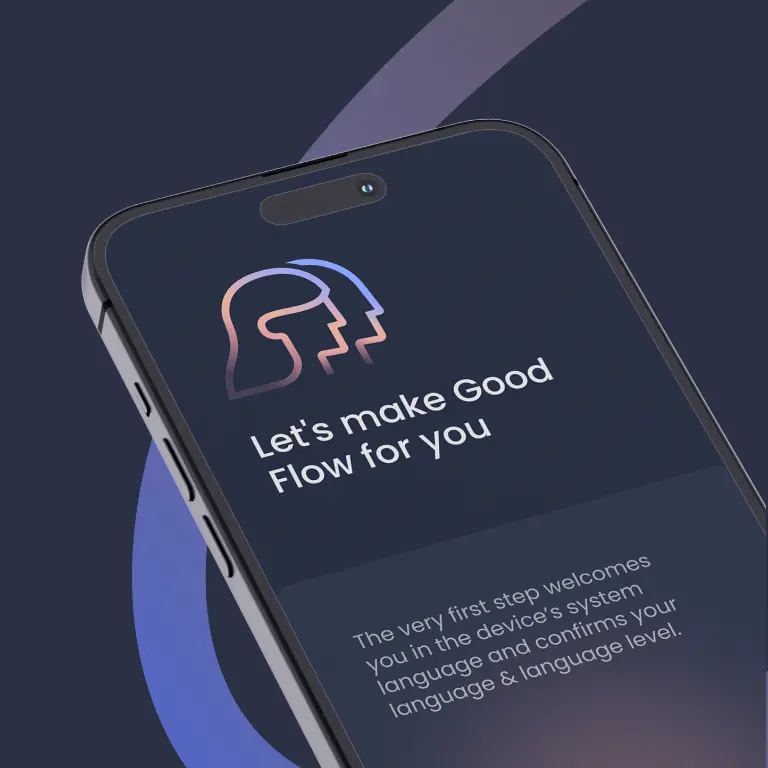 Let's make Good
Flow for you
The very first step welcomes
you in the device's system
language and confirms your
language & language level.